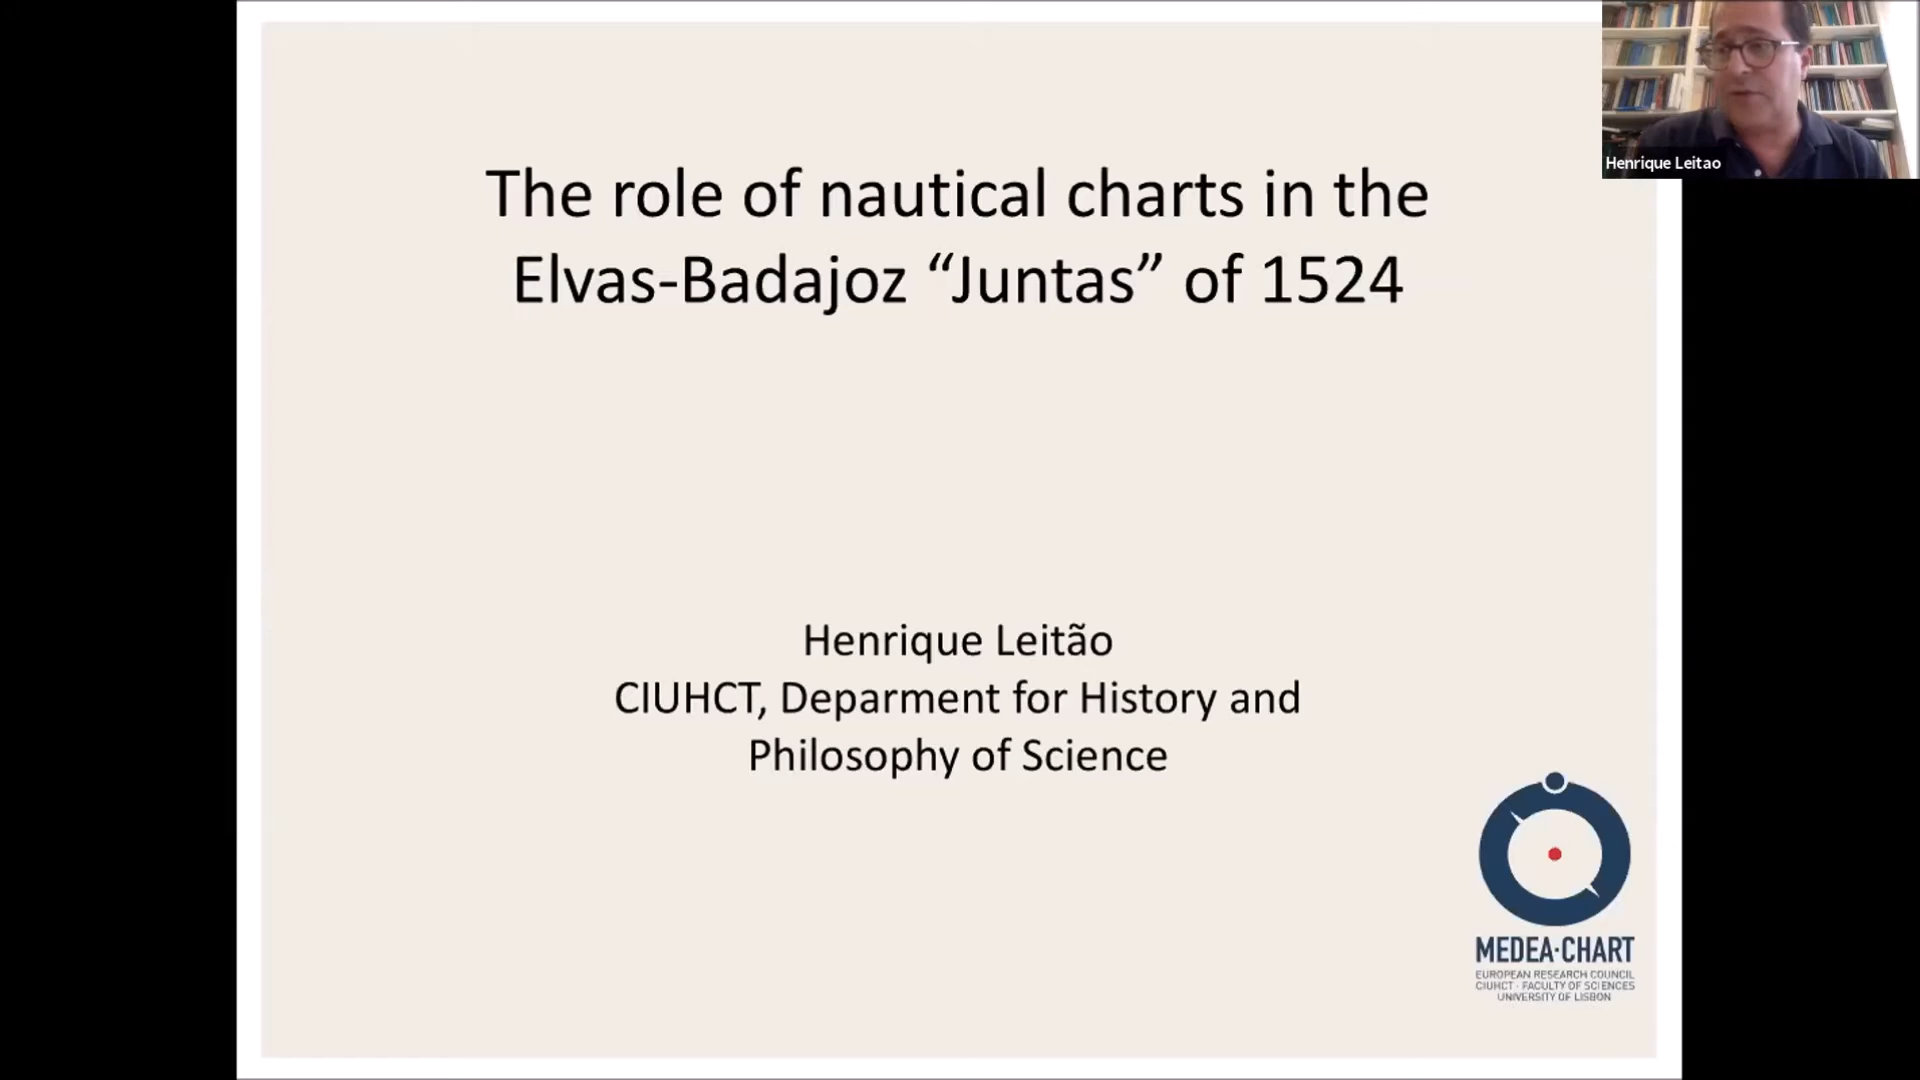 The role of nautical charts in the
Elvas-Badajoz “Juntas” of 1524
Henrique Leitao
Henrique Leitão
CIUHCT, Deparment for History and
Philosophy of Science
MEDEA·CHART
EUROPEAN RESEARCH COUNCIL
CIUHCT · FACULTY OF SCIENCES
UNIVERSITY OF LISBON